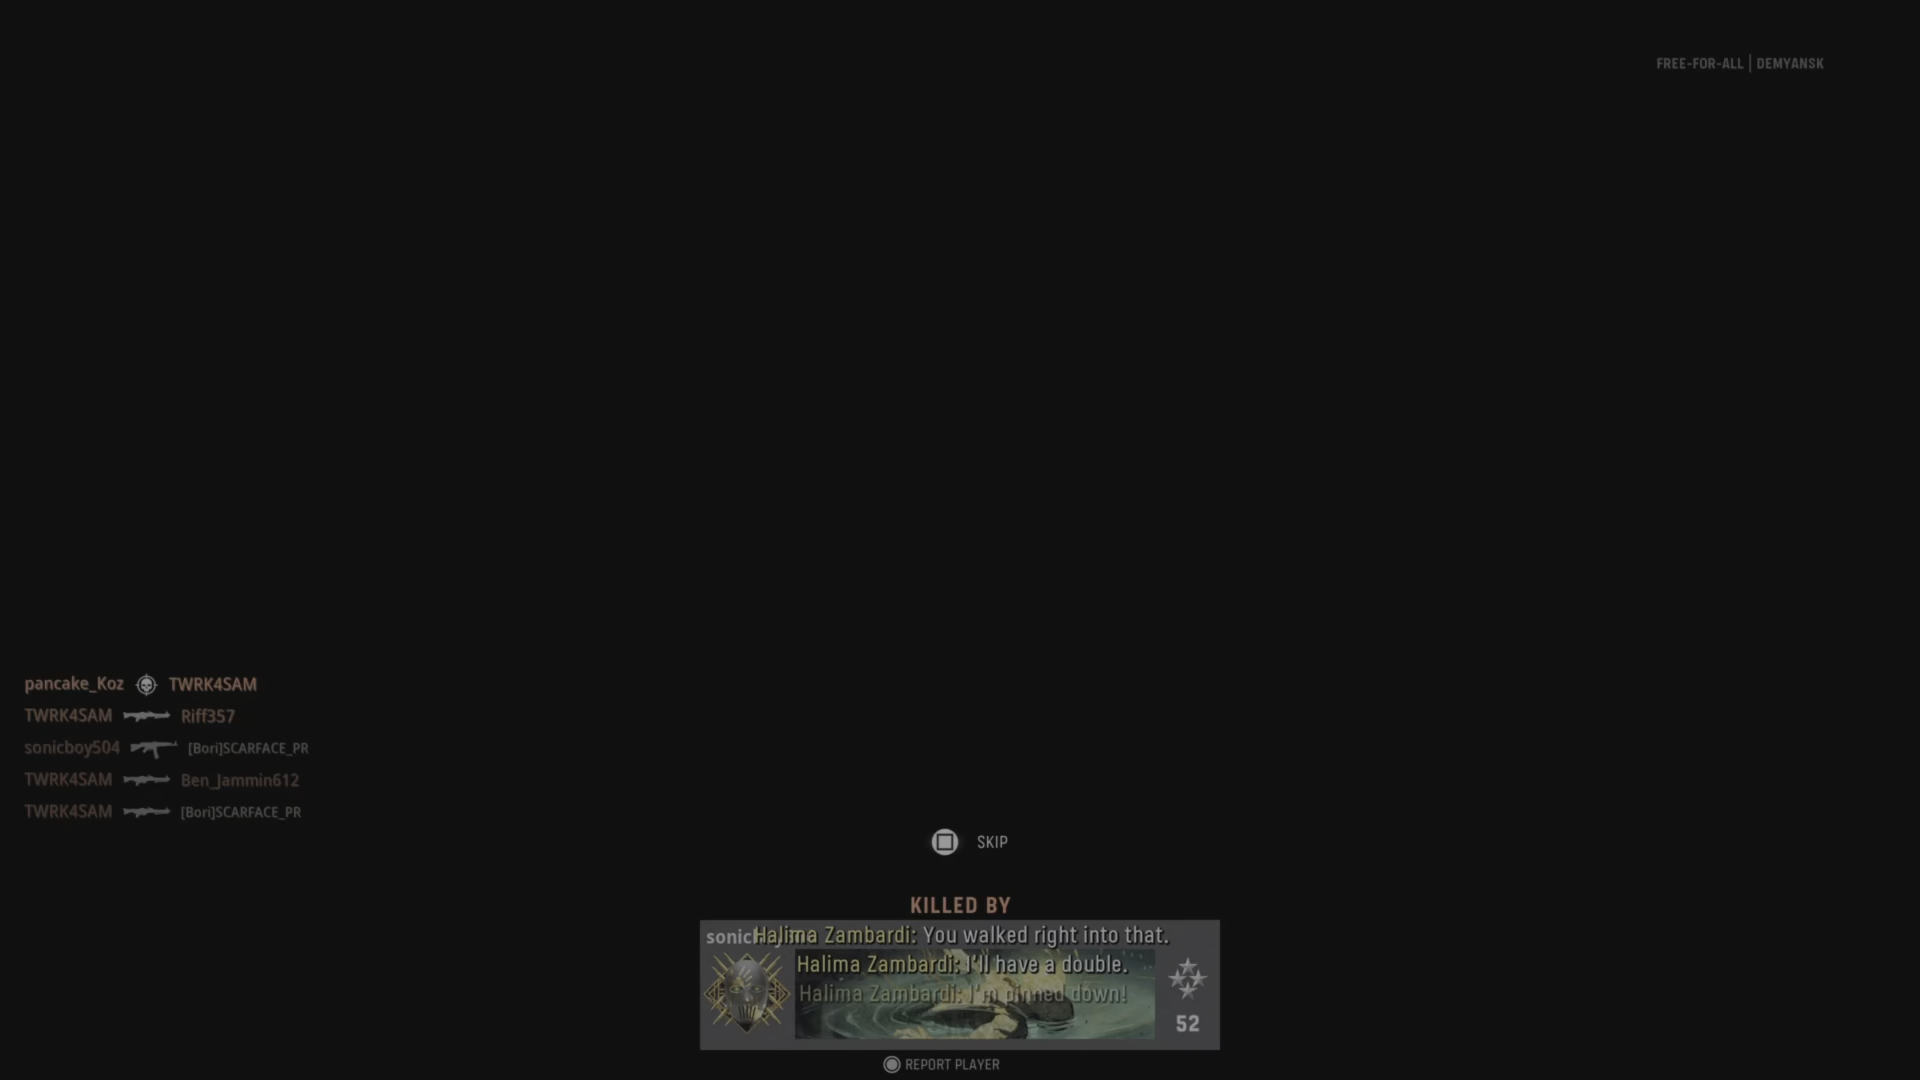 FREE-FOR-ALL | DEMYANSK
pancake_Koz TWRK4SAM
TWRK4SAM Riff357
sonicboy504 [Bori]SCARFACE_PR
TWRK4SAM Ben_Jammin612
TWRK4SAM [Bori]SCARFACE_PR
SKIP
KILLED BY
Halima Zambardi: You walked right into that.
Halima Zambardi: I'll have a double.
Halima Zambardi: I'm pinned down!
52
REPORT PLAYER